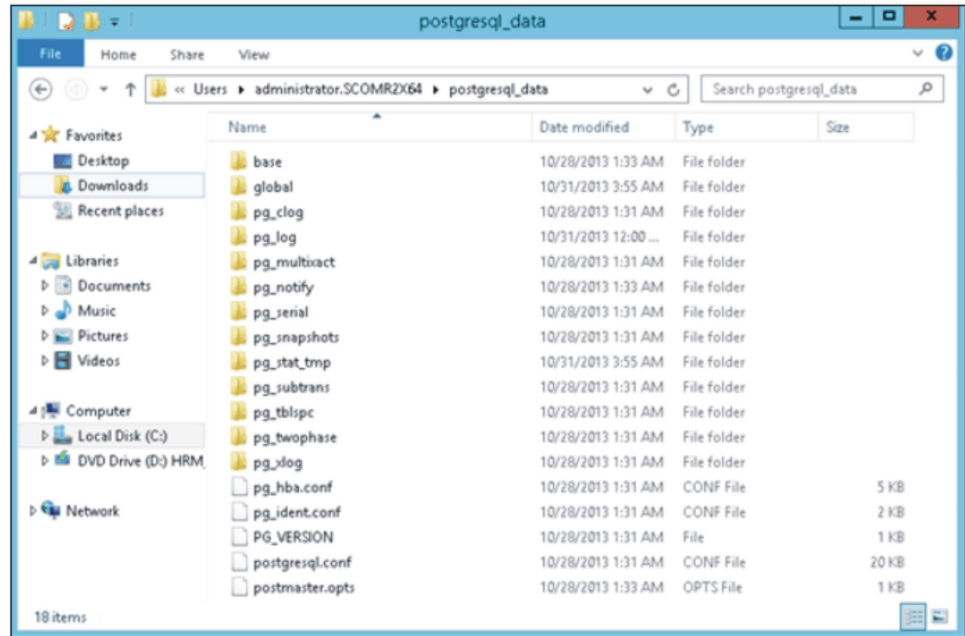 postgresql_data
File Home Share View
« Users administrator.SCOMR2X64 postgresql_data Search postgresql_data
Name Date modified Type Size
Favorites
Desktop
Downloads
Recent places
Libraries
Documents
Music
Pictures
Videos
Computer
Local Disk (C:)
DVD Drive (D:) HRM_
Network
base 10/28/2013 1:33 AM File folder
global 10/31/2013 3:55 AM File folder
pg_clog 10/28/2013 1:31 AM File folder
pg_log 10/31/2013 12:00 ... File folder
pg_multixact 10/28/2013 1:31 AM File folder
pg_notify 10/28/2013 1:33 AM File folder
pg_serial 10/28/2013 1:31 AM File folder
pg_snapshots 10/28/2013 1:31 AM File folder
pg_stat_tmp 10/31/2013 3:55 AM File folder
pg_subtrans 10/28/2013 1:31 AM File folder
pg_tblspc 10/28/2013 1:31 AM File folder
pg_twophase 10/28/2013 1:31 AM File folder
pg_xlog 10/28/2013 1:31 AM File folder
pg_hba.conf 10/28/2013 1:31 AM CONF File 5 KB
pg_ident.conf 10/28/2013 1:31 AM CONF File 2 KB
PG_VERSION 10/28/2013 1:31 AM File 1 KB
postgresql.conf 10/28/2013 1:31 AM CONF File 20 KB
postmaster.opts 10/28/2013 1:33 AM OPTS File 1 KB
18 items